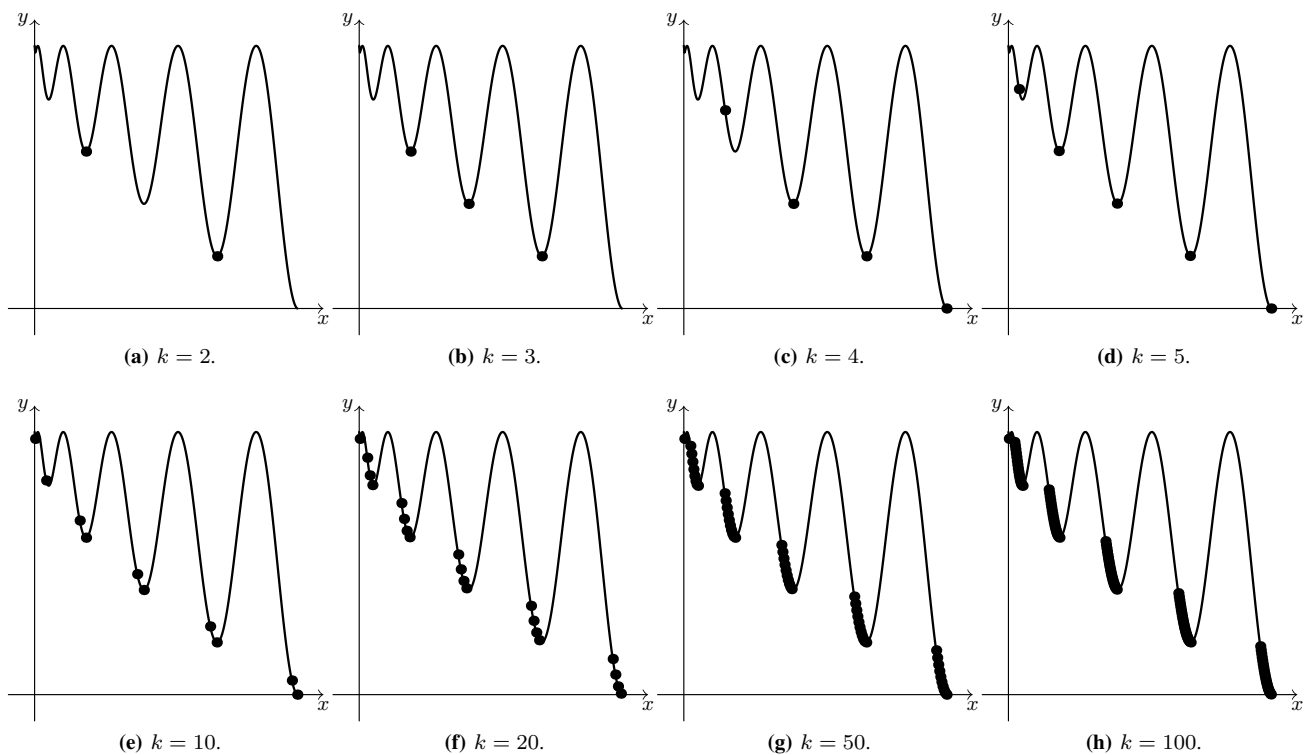 y y y y
x x x x
(a) k = 2. (b) k = 3. (c) k = 4. (d) k = 5.
y y y y
x x x x
(e) k = 10. (f) k = 20. (g) k = 50. (h) k = 100.